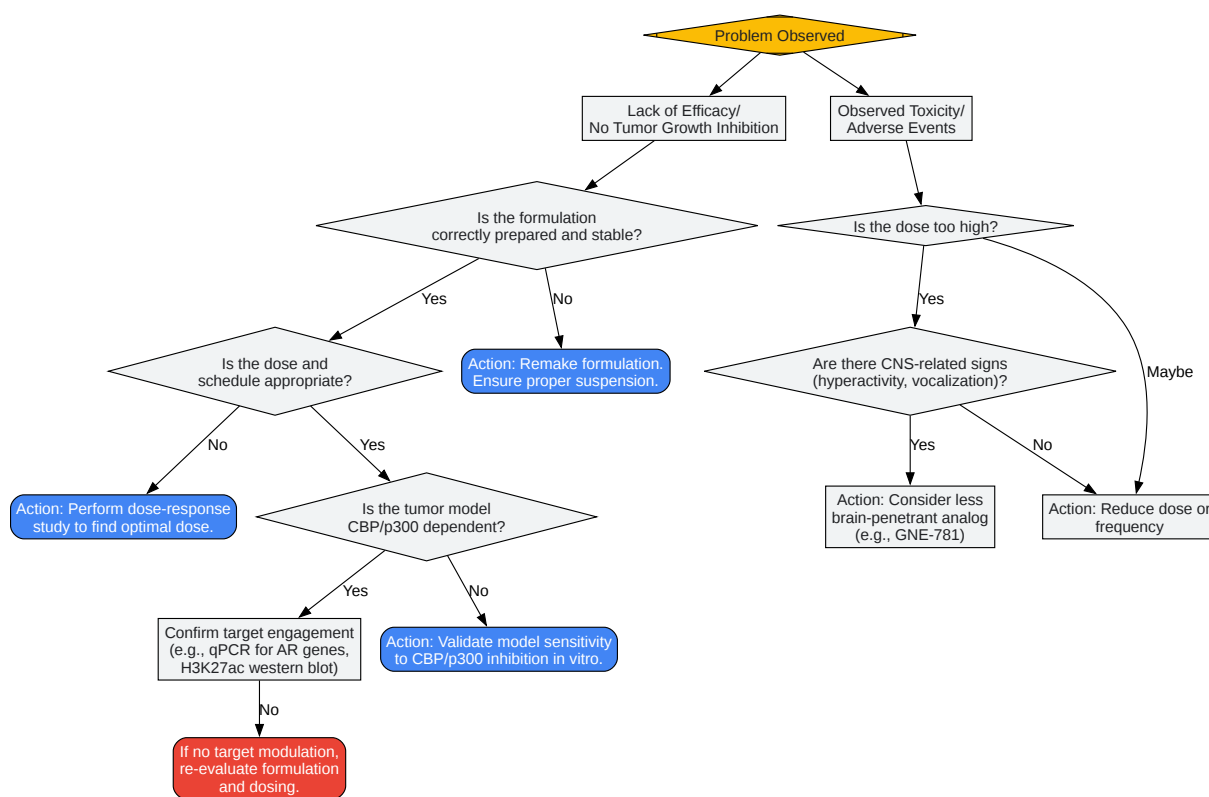 Problem Observed
Lack of Efficacy/
No Tumor Growth Inhibition
Observed Toxicity/
Adverse Events
Is the formulation
correctly prepared and stable?
Is the dose too high?
Yes
No
Yes
Is the dose and
schedule appropriate?
Action: Remake formulation.
Ensure proper suspension.
Are there CNS-related signs
(hyperactivity, vocalization)?
Maybe
No
Yes
Yes
No
Action: Perform dose-response
study to find optimal dose.
Is the tumor model
CBP/p300 dependent?
Action: Consider less
brain-penetrant analog
(e.g., GNE-781)
Action: Reduce dose or
frequency
Yes
No
Confirm target engagement
(e.g., qPCR for AR genes,
H3K27ac western blot)
Action: Validate model sensitivity
to CBP/p300 inhibition in vitro.
No
If no target modulation,
re-evaluate formulation
and dosing.